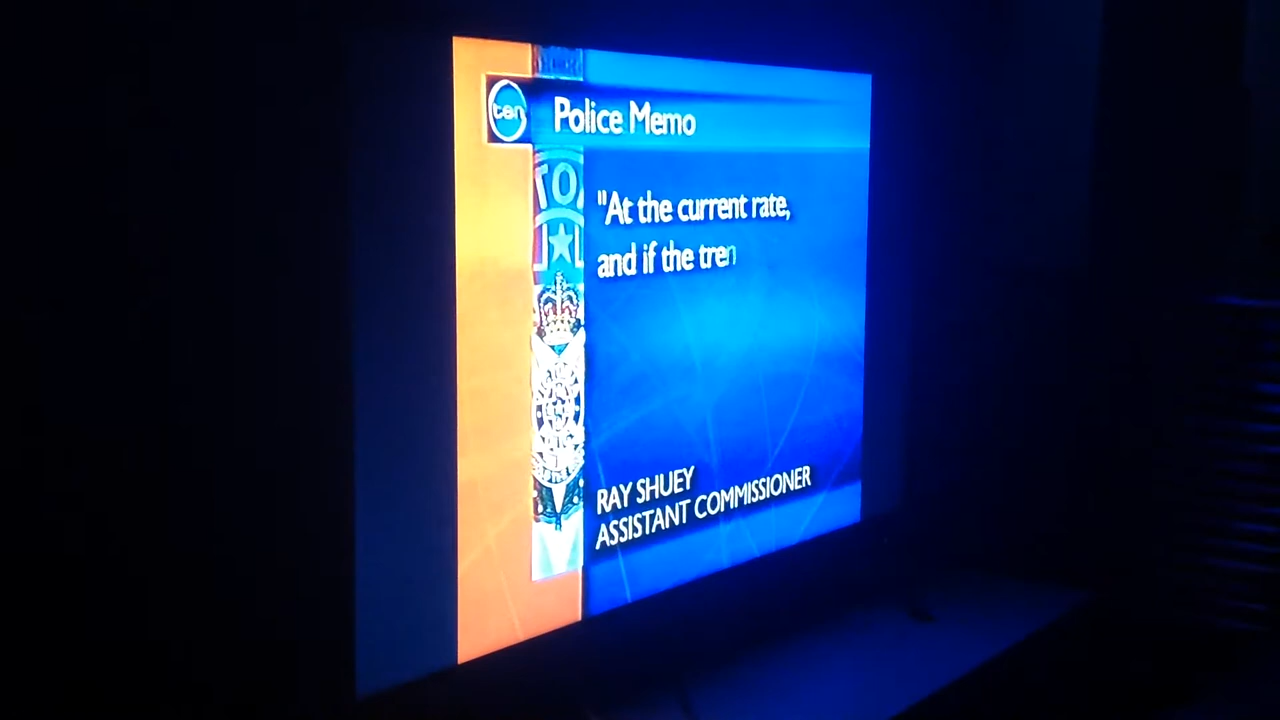 ten
Police Memo
"At the current rate,
and if the tren
RAY SHUEY
ASSISTANT COMMISSIONER